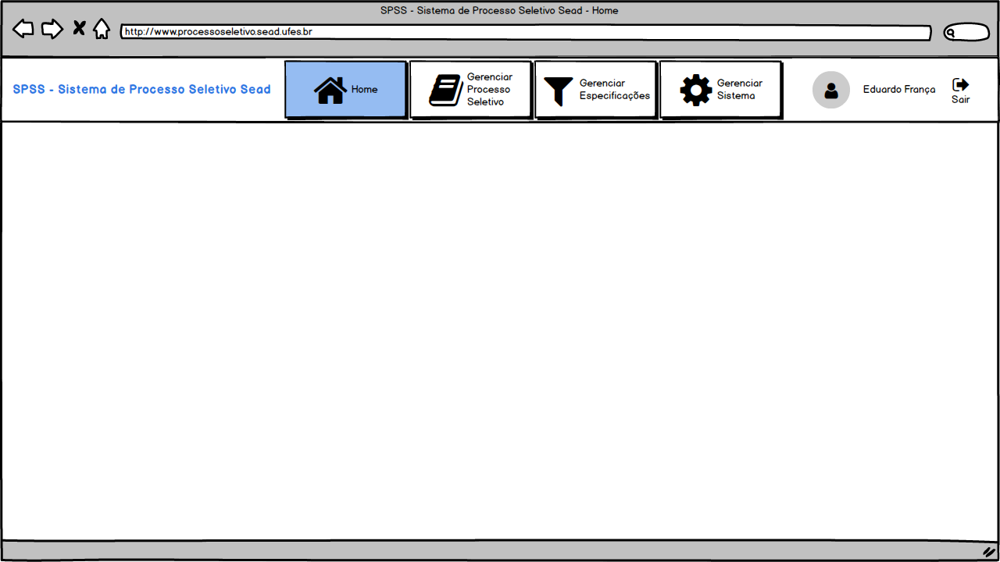 SPSS - Sistema de Processo Seletivo Sead - Home
http://www.processoseletivo.sead.ufes.br
SPSS - Sistema de Processo Seletivo Sead
Home
Gerenciar
Processo
Seletivo
Gerenciar
Especificações
Gerenciar
Sistema
Eduardo França
Sair